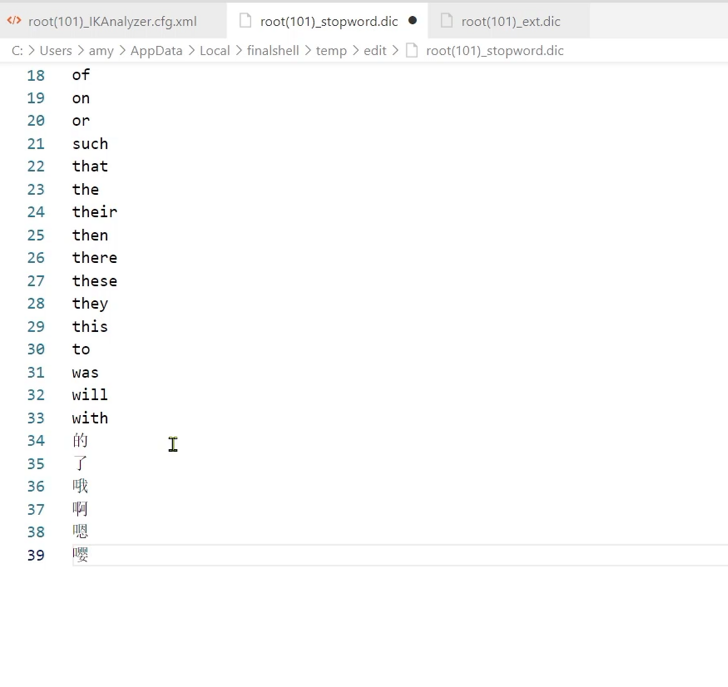 root(101)_IKAnalyzer.cfg.xml root(101)_stopword.dic root(101)_ext.dic
C: > Users > amy > AppData > Local > finalshell > temp > edit > root(101)_stopword.dic
18 of
19 on
20 or
21 such
22 that
23 the
24 their
25 then
26 there
27 these
28 they
29 this
30 to
31 was
32 will
33 with
34 的
35 了
36 哦
37 啊
38 嗯
39 嘤